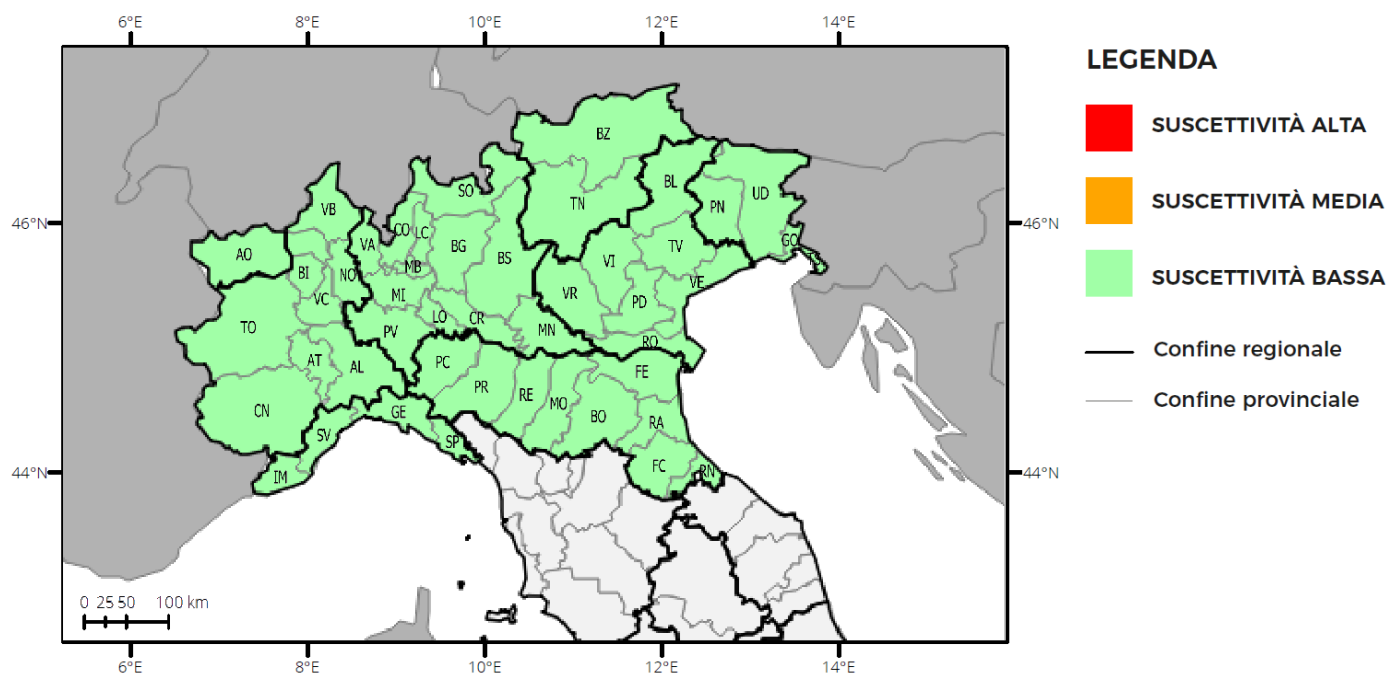 6°E 8°E 10°E 12°E 14°E
LEGENDA
SUSCETTIVITÀ ALTA
SUSCETTIVITÀ MEDIA
SUSCETTIVITÀ BASSA
Confine regionale
Confine provinciale
BZ
SO
BL
UD
TN
VB
PN
46°N
46°N
CO
LC
VA
BG
GO
TV
AO
BS
VI
MB
BI
NO
VE
VR
MI
PD
VC
LO
CR
TO
PV
MN
RO
AT
PC
AL
FE
PR
RE
MO
CN
GE
BO
RA
SV
SP
FC
RN
44°N
44°N
IM
0 25 50 100 km
6°E 8°E 10°E 12°E 14°E